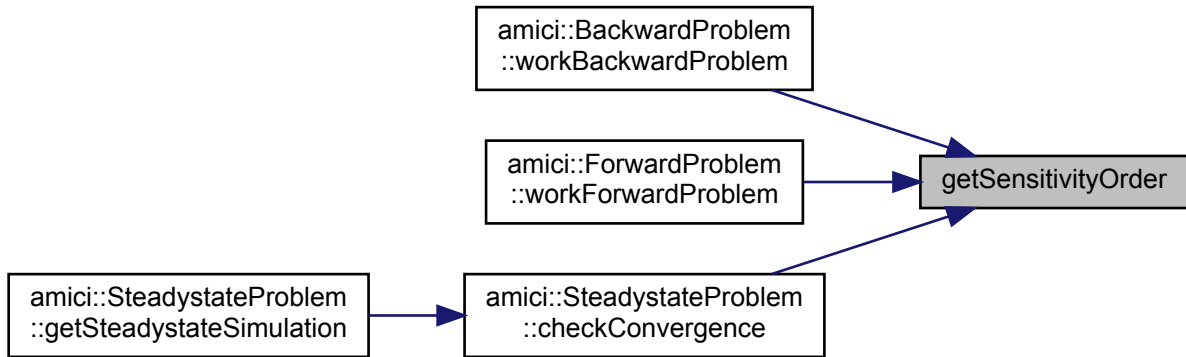 amici::BackwardProblem
::workBackwardProblem
amici::ForwardProblem
::workForwardProblem
getSensitivityOrder
amici::SteadystateProblem
::getSteadystateSimulation
amici::SteadystateProblem
::checkConvergence